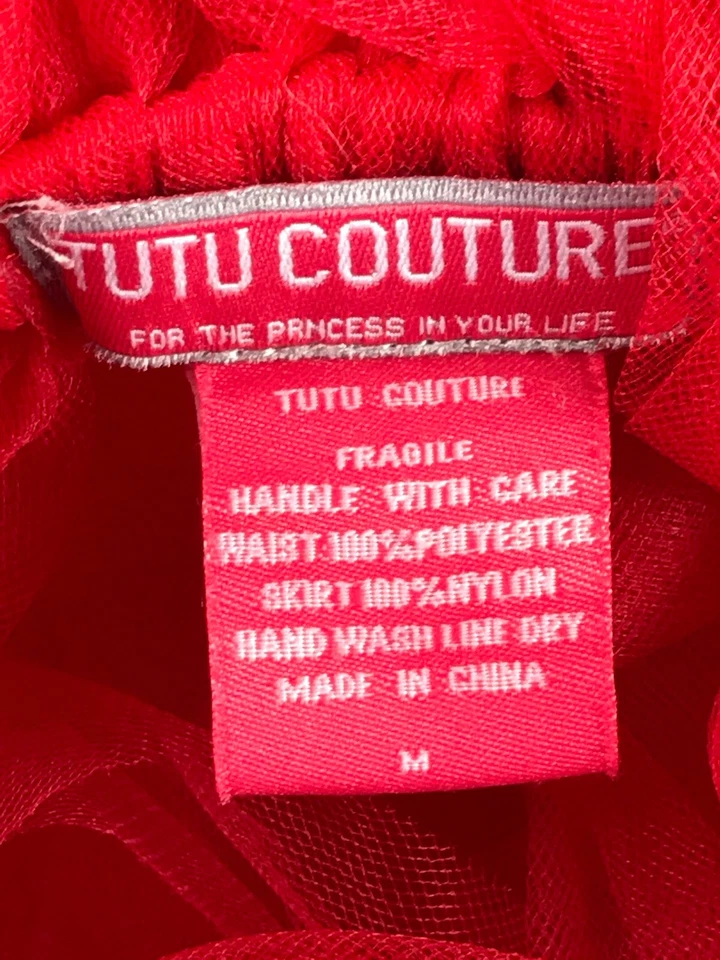 TUTU COUTURE
FOR THE PRNCESS IN YOUR LIFE
TUTU COUTURE
FRAGILE
HANDLE WITH CARE
WAIST 100%POLYESTER
SKIRT 100%NYLON
HAND WASH LINE DRY
MADE IN CHINA
M